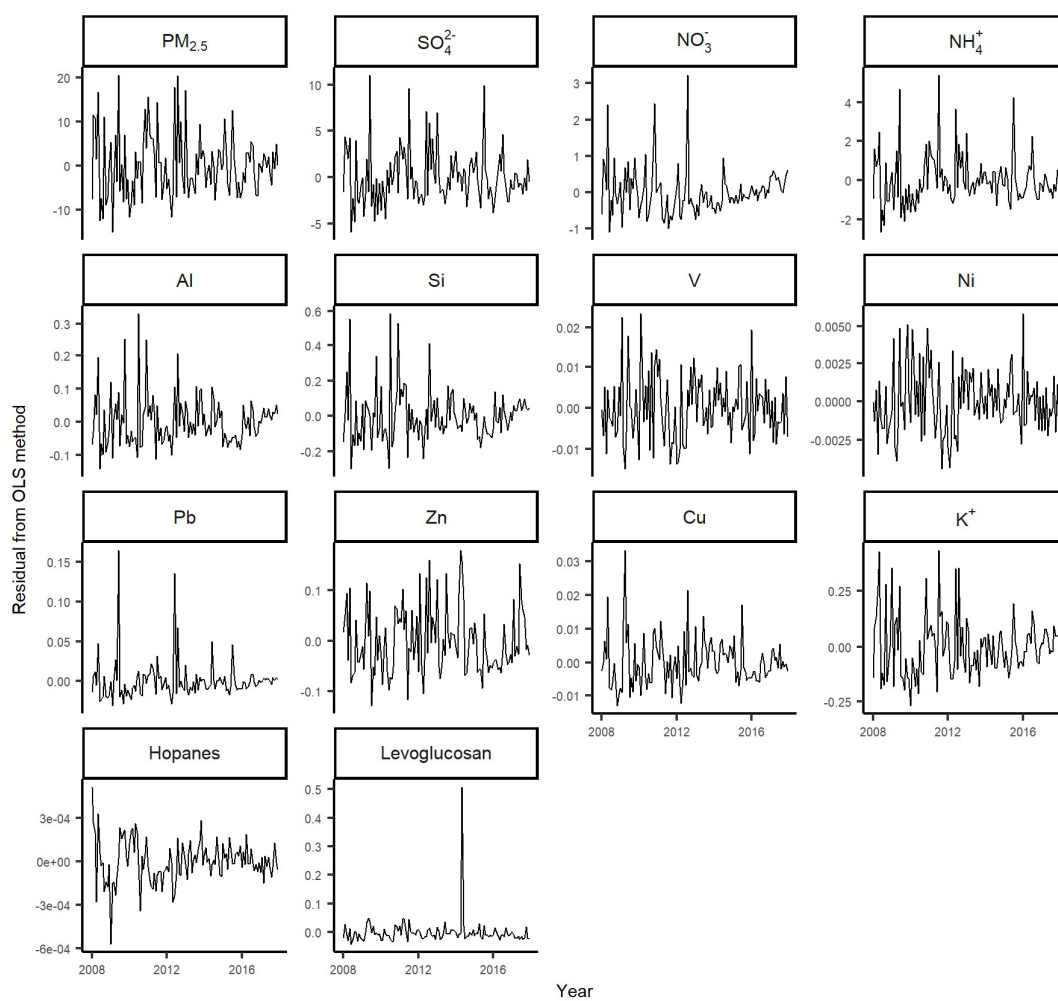 PM2.5 SO4 2- NO3 - NH4 +
20 10 0 -10
10 5 0 -5
3 2 1 0 -1
4 2 0 -2
Al Si V Ni
0.3 0.2 0.1 0.0 -0.1
0.6 0.4 0.2 0.0 -0.2
0.02 0.01 0.00 -0.01
0.0050 0.0025 0.0000 -0.0025
Residual from OLS method
Pb Zn Cu K+
0.15 0.10 0.05 0.00
0.1 0.0 -0.1
0.03 0.02 0.01 0.00 -0.01
0.25 0.00 -0.25
2008 2012 2016 2008 2012 2016
Hopanes Levoglucosan
3e-04 0e+00 -3e-04 -6e-04
0.5 0.4 0.3 0.2 0.1 0.0
2008 2012 2016 2008 2012 2016
Year